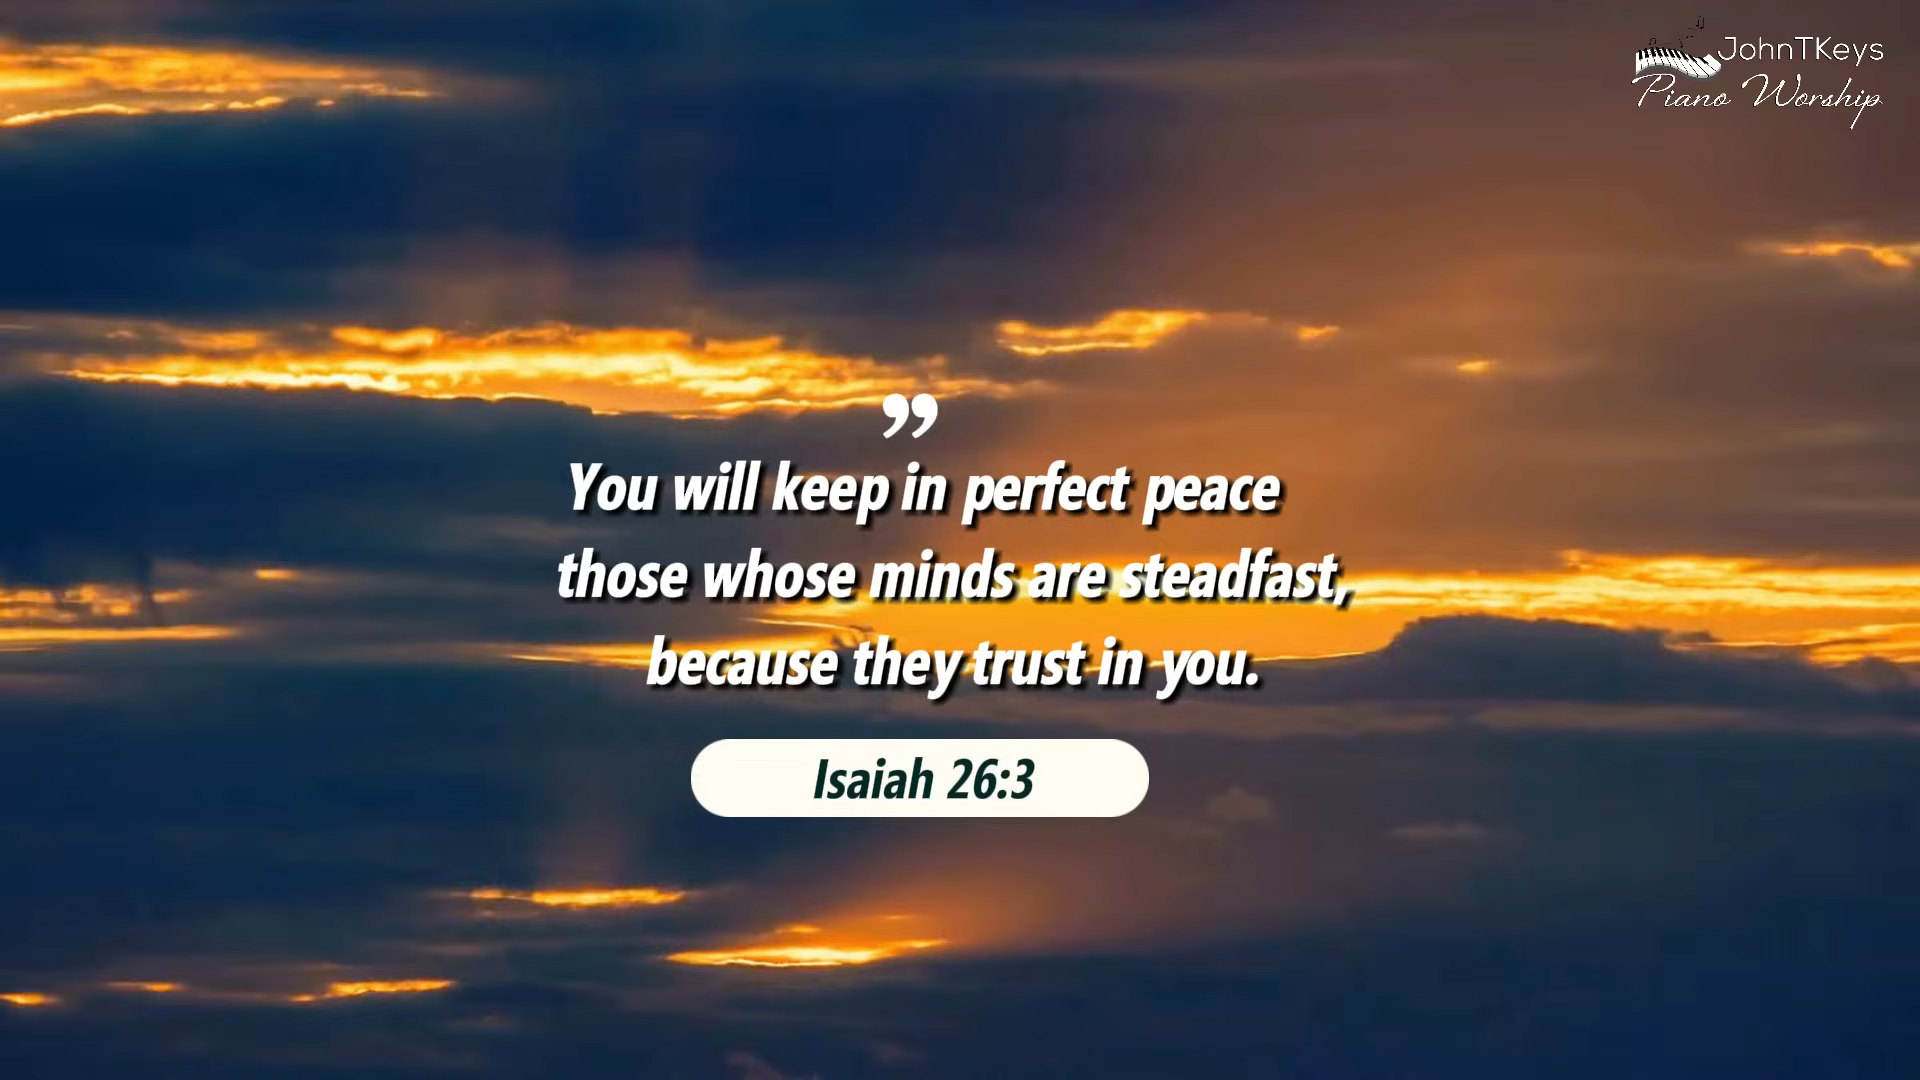 JohnTKeys
Piano Worship
”
You will keep in perfect peace
those whose minds are steadfast,
because they trust in you.
Isaiah 26:3